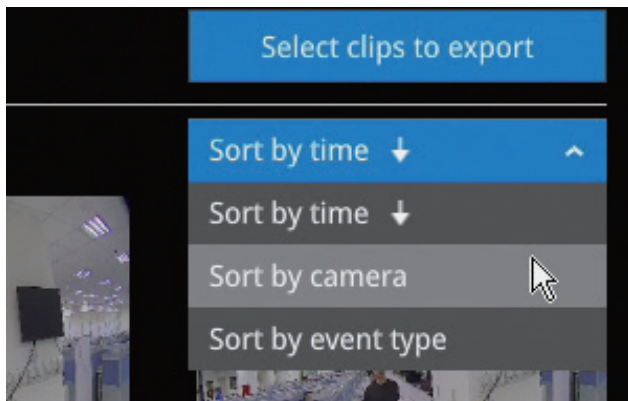 Select clips to export
Sort by time ↓
Sort by time ↓
Sort by camera
Sort by event type